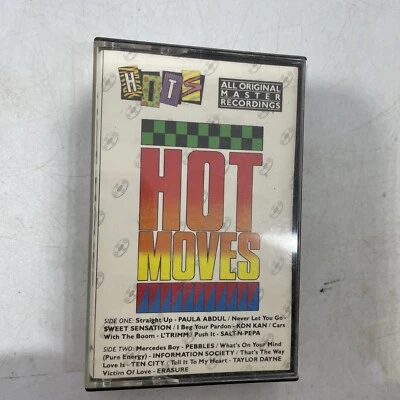 HOTS
ALL ORIGINAL
MASTER
RECORDINGS
HOT
MOVES
SIDE ONE: Straight Up - PAULA ABDUL / Never Let You Go -
SWEET SENSATION / I Beg Your Pardon - KON KAN / Cars
With The Boom - L'TRIMM / Push It - SALT-N-PEPA
SIDE TWO: Mercedes Boy - PEBBLES / What's On Your Mind
(Pure Energy) - INFORMATION SOCIETY / That's The Way
Love Is - TEN CITY / Tell It To My Heart - TAYLOR DAYNE
Victim Of Love - ERASURE